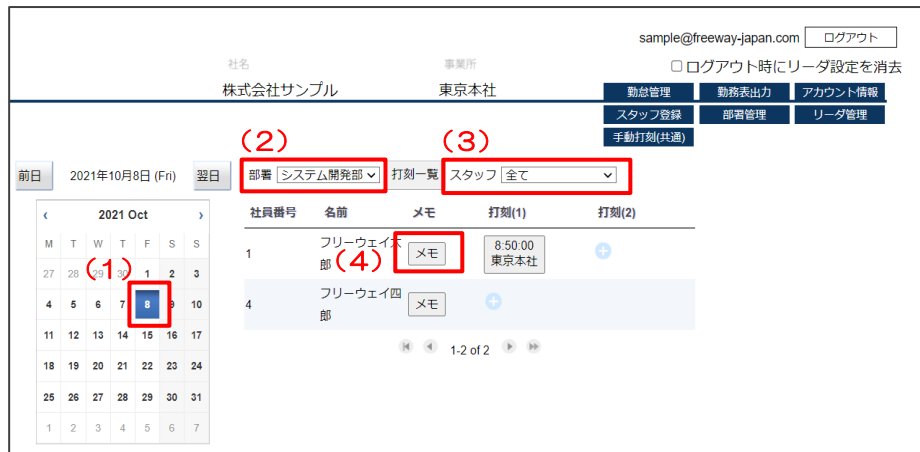 sample@freeway-japan.com ログアウト
社名 事業所 ログアウト時にリーダ設定を消去
株式会社サンプル 東京本社 勤怠管理 勤務表出力 アカウント情報
スタッフ登録 部署管理 リーダ管理
手動打刻(共通)
(2) (3)
前日 2021年10月8日 (Fri) 翌日 部署 システム開発部 打刻一覧 スタッフ 全て
‹ 2021 Oct › 社員番号 名前 メモ 打刻(1) 打刻(2)
M T W T F S S
(1)
27 28 29 30 1 2 3
1 フリーウェイ太郎 (4) メモ 8:50:00 東京本社
4 5 6 7 8 9 10
4 フリーウェイ四郎 メモ
11 12 13 14 15 16 17
1-2 of 2
18 19 20 21 22 23 24
25 26 27 28 29 30 31
1 2 3 4 5 6 7